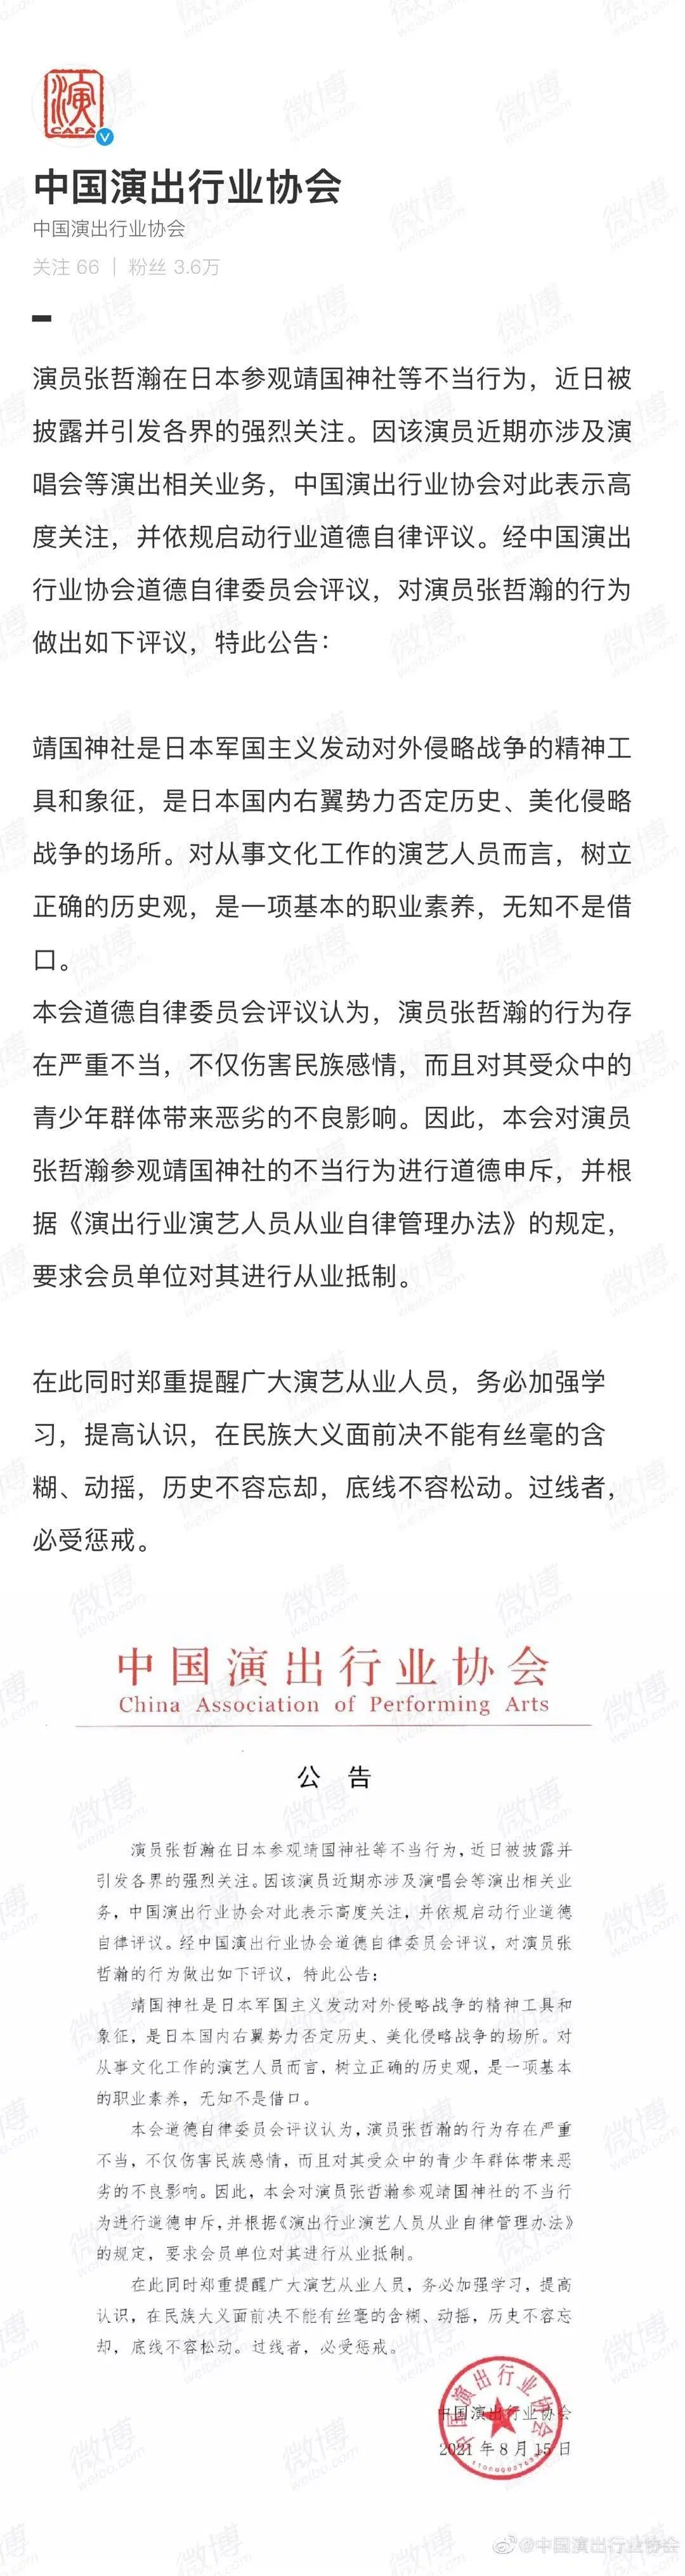 演
CAPA
中国演出行业协会
中国演出行业协会
关注 66 | 粉丝 3.6万
演员张哲瀚在日本参观靖国神社等不当行为，近日被
披露并引发各界的强烈关注。因该演员近期亦涉及演
唱会等演出相关业务，中国演出行业协会对此表示高
度关注，并依规启动行业道德自律评议。经中国演出
行业协会道德自律委员会评议，对演员张哲瀚的行为
做出如下评议，特此公告：
靖国神社是日本军国主义发动对外侵略战争的精神工
具和象征，是日本国内右翼势力否定历史、美化侵略
战争的场所。对从事文化工作的演艺人员而言，树立
正确的历史观，是一项基本的职业素养，无知不是借
口。
本会道德自律委员会评议认为，演员张哲瀚的行为存
在严重不当，不仅伤害民族感情，而且对其受众中的
青少年群体带来恶劣的不良影响。因此，本会对演员
张哲瀚参观靖国神社的不当行为进行道德申斥，并根
据《演出行业演艺人员从业自律管理办法》的规定，
要求会员单位对其进行从业抵制。
在此同时郑重提醒广大演艺从业人员，务必加强学
习，提高认识，在民族大义面前决不能有丝毫的含
糊、动摇，历史不容忘却，底线不容松动。过线者，
必受惩戒。
中国演出行业协会
China Association of Performing Arts
公 告
演员张哲瀚在日本参观靖国神社等不当行为，近日被披露并
引发各界的强烈关注。因该演员近期亦涉及演唱会等演出相关业
务，中国演出行业协会对此表示高度关注，并依规启动行业道德
自律评议。经中国演出行业协会道德自律委员会评议，对演员张
哲瀚的行为做出如下评议，特此公告：
靖国神社是日本军国主义发动对外侵略战争的精神工具和
象征，是日本国内右翼势力否定历史、美化侵略战争的场所。对
从事文化工作的演艺人员而言，树立正确的历史观，是一项基本
的职业素养，无知不是借口。
本会道德自律委员会评议认为，演员张哲瀚的行为存在严重
不当，不仅伤害民族感情，而且对其受众中的青少年群体带来恶
劣的不良影响。因此，本会对演员张哲瀚参观靖国神社的不当行
为进行道德申斥，并根据《演出行业演艺人员从业自律管理办法》
的规定，要求会员单位对其进行从业抵制。
在此同时郑重提醒广大演艺从业人员，务必加强学习，提高
认识，在民族大义面前决不能有丝毫的含糊、动摇，历史不容忘
却，底线不容松动。过线者，必受惩戒。
中国演出行业协会
中国演出行业协会
2021 年 8 月 15 日
@中国演出行业协会